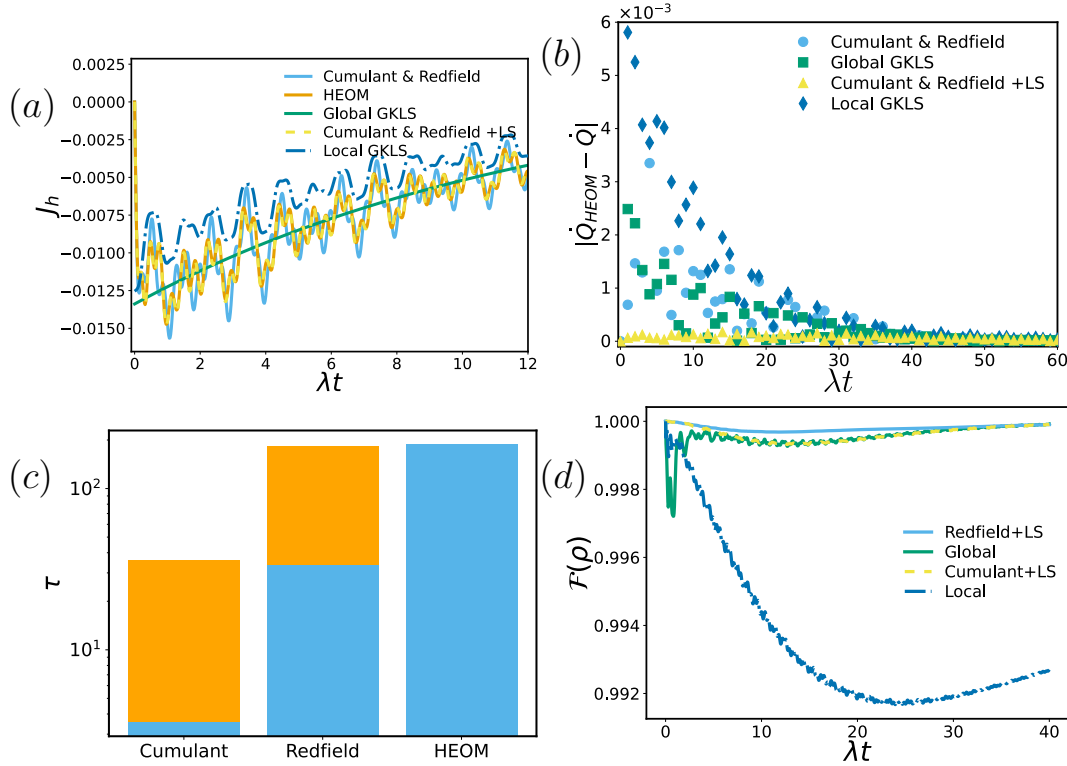 (a)
0.0025
0.0000
−0.0025
−0.0050
−0.0075
−0.0100
−0.0125
−0.0150
J_h
0 2 4 6 8 10 12
λt
Cumulant & Redfield
HEOM
Global GKLS
Cumulant & Redfield +LS
Local GKLS
(b)
×10⁻³
6
5
4
3
2
1
0
|Q̇_HEOM − Q̇|
0 10 20 30 40 50 60
λt
Cumulant & Redfield
Global GKLS
Cumulant & Redfield +LS
Local GKLS
(c)
10²
10¹
τ
Cumulant Redfield HEOM
(d)
1.000
0.998
0.996
0.994
0.992
ℱ(ρ)
0 10 20 30 40
λt
Redfield+LS
Global
Cumulant+LS
Local